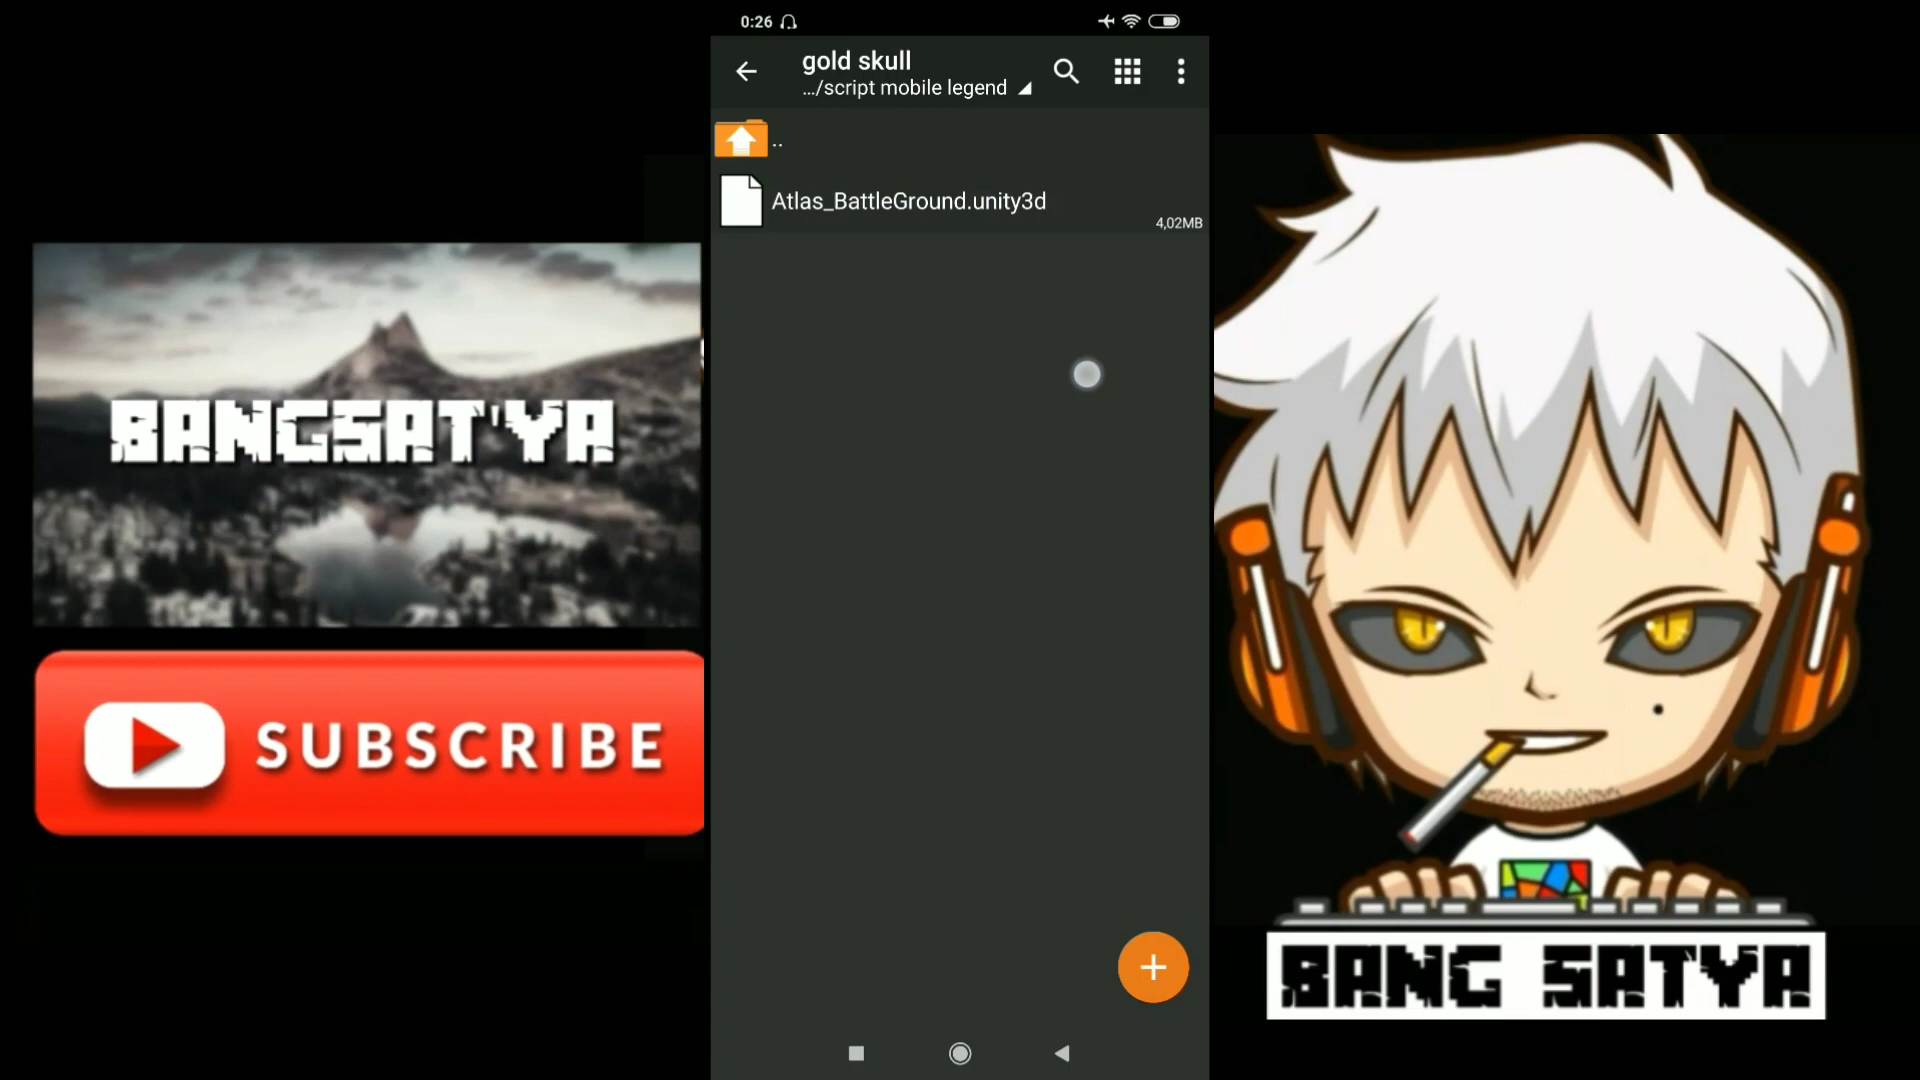 0:26
gold skull
.../script mobile legend
..
Atlas_BattleGround.unity3d
4,02MB
BANGSAT'YA
SUBSCRIBE
BANG SATYA